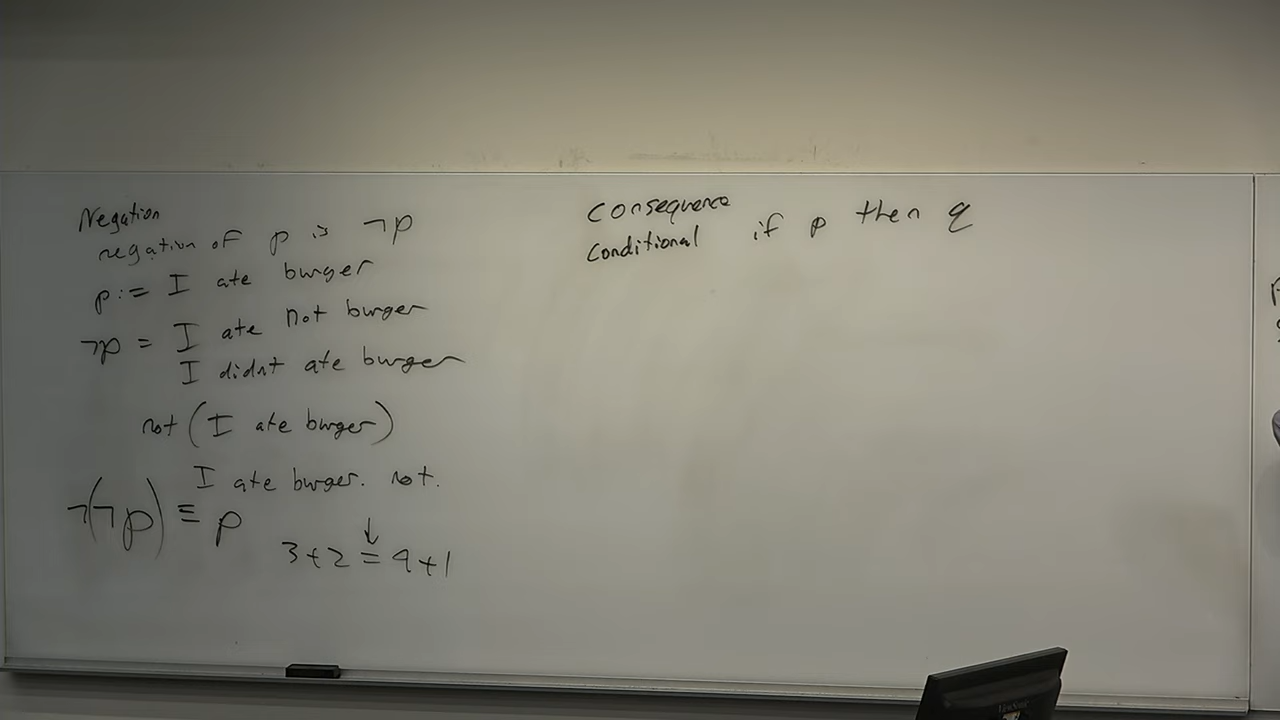 Negation
negation of p is ¬p
p:= I ate burger
¬p = I ate not burger
I didnt ate burger
not (I ate burger)
I ate burger. not.
¬(¬p) ≡ p
↓
3+2 = 4+1
Consequence
Conditional if p then q
ViewSonic